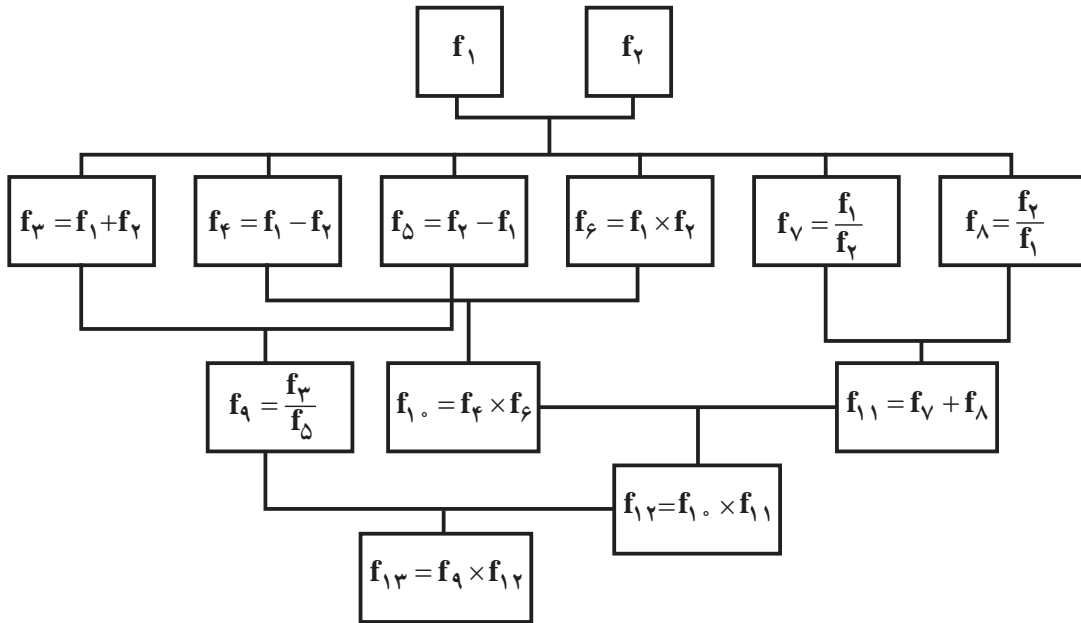 f۱
f۲
f۳ = f۱ + f۲
f۴ = f۱ − f۲
f۵ = f۲ − f۱
f۶ = f۱ × f۲
f۷ = f۱/f۲
f۸ = f۲/f۱
f۹ = f۳/f۵
f۱۰ = f۴ × f۶
f۱۱ = f۷ + f۸
f۱۲ = f۱۰ × f۱۱
f۱۳ = f۹ × f۱۲